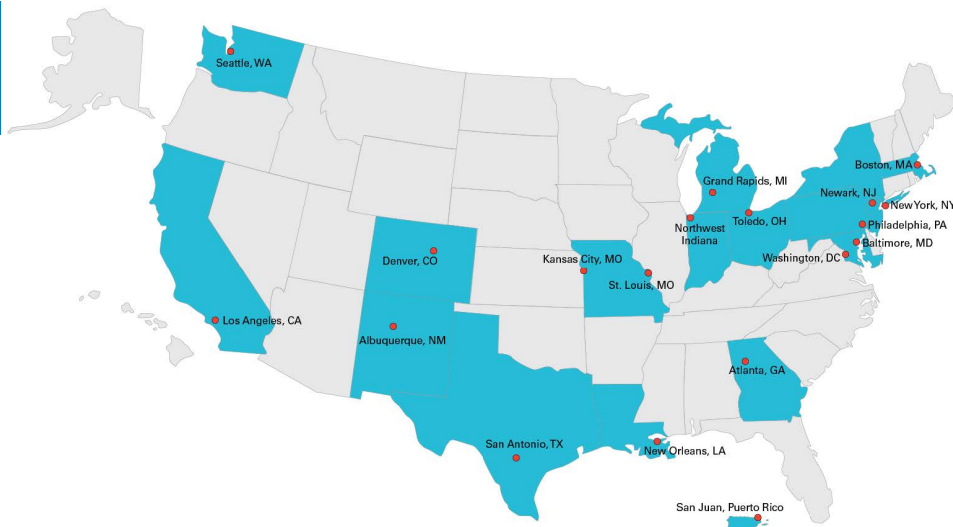 Seattle, WA
Boston, MA
Grand Rapids, MI
Newark, NJ
New York, NY
Toledo, OH
Philadelphia, PA
Northwest
Indiana
Baltimore, MD
Washington, DC
Kansas City, MO
Denver, CO
St. Louis, MO
Los Angeles, CA
Albuquerque, NM
Atlanta, GA
San Antonio, TX
New Orleans, LA
San Juan, Puerto Rico